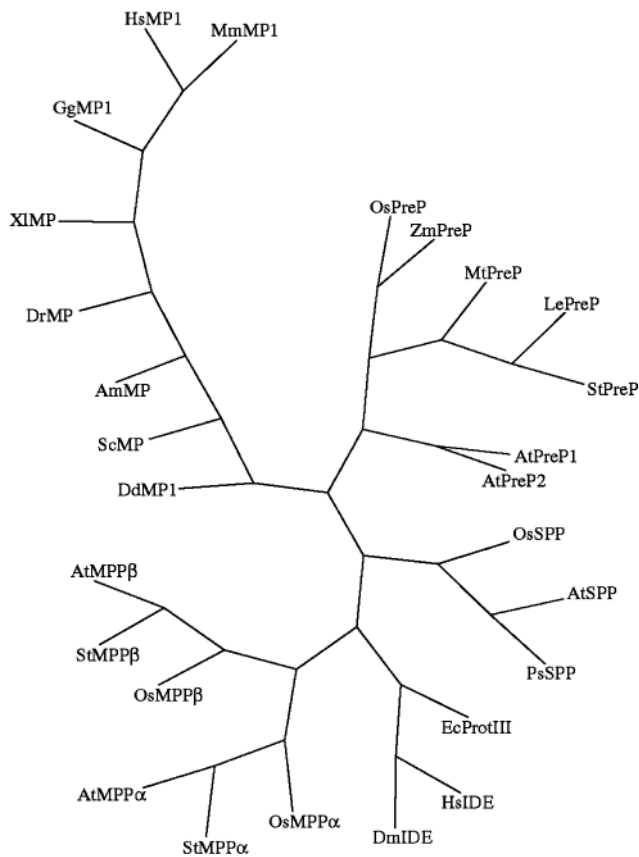 HsMP1
MmMP1
GgMP1
XlMP
OsPreP
ZmPreP
MtPreP
LePreP
DrMP
StPreP
AmMP
ScMP
AtPreP1
AtPreP2
DdMP1
OsSPP
AtMPPβ
AtSPP
StMPPβ
PsSPP
OsMPPβ
EcProtIII
AtMPPα
HsIDE
OsMPPα
DmIDE
StMPPα